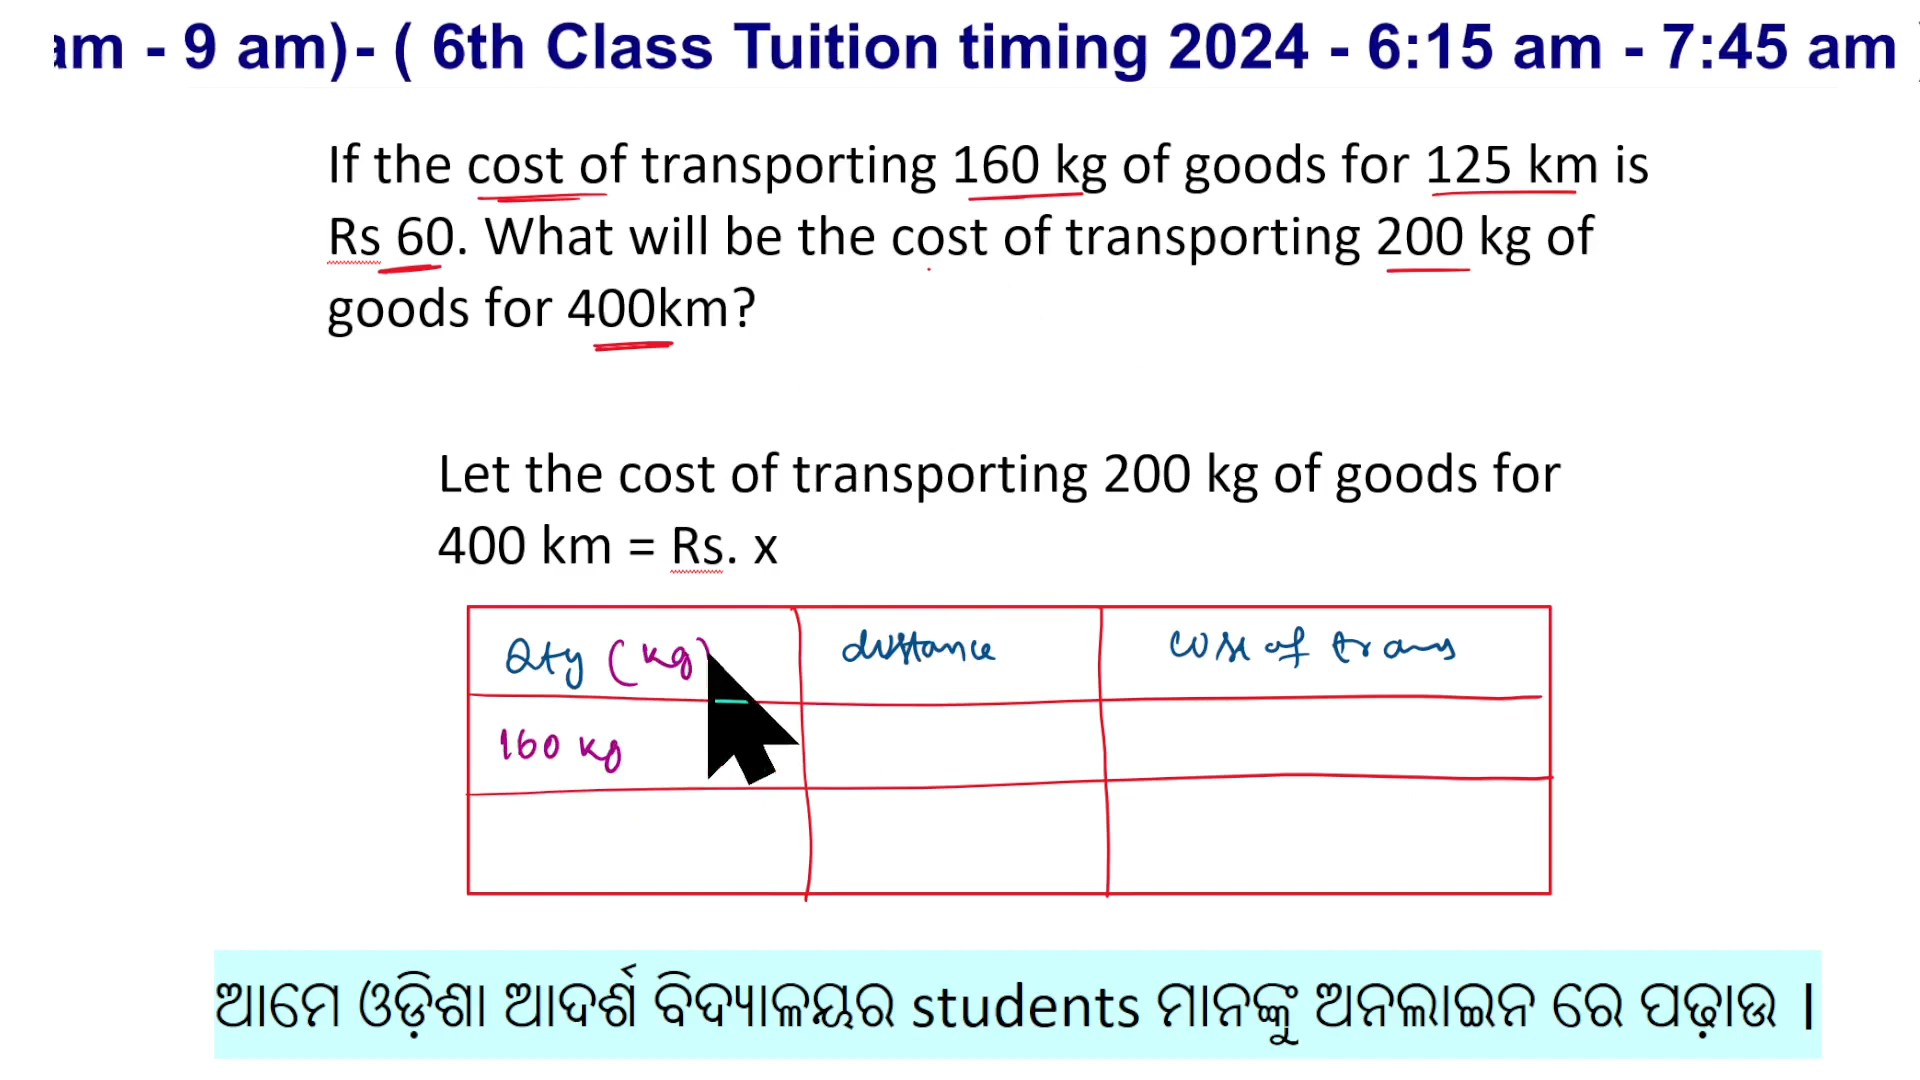 am - 9 am)- ( 6th Class Tuition timing 2024 - 6:15 am - 7:45 am )
If the cost of transporting 160 kg of goods for 125 km is
Rs 60. What will be the cost of transporting 200 kg of
goods for 400km?
Let the cost of transporting 200 kg of goods for
400 km = Rs. x
Qty (kg) distance cost of trans
160 kg
ଆମେ ଓଡ଼ିଶା ଆଦର୍ଶ ବିଦ୍ୟାଳୟର students ମାନଙ୍କୁ ଅନଲାଇନ ରେ ପଢ଼ାଉ ।